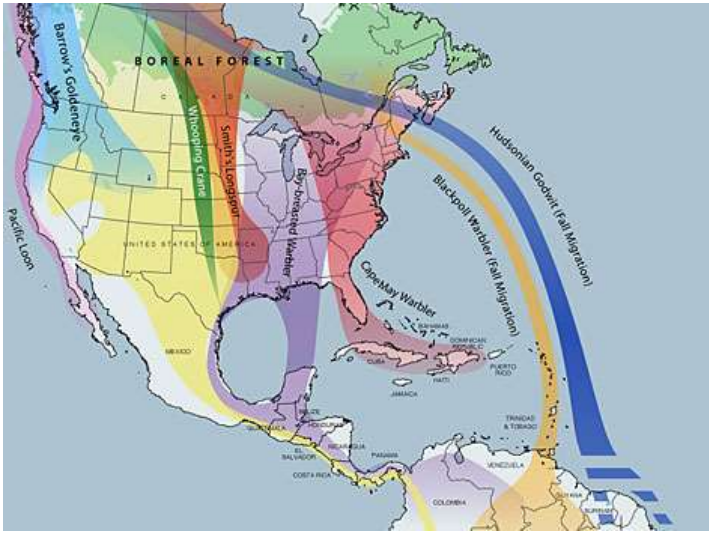 Barrow's Goldeneye
BOREAL FOREST
CANADA
Whooping Crane
Smith's Longspur
Bay-breasted Warbler
Hudsonian Godwit (Fall Migration)
Blackpoll Warbler (Fall Migration)
Pacific Loon
UNITED STATES OF AMERICA
Cape May Warbler
BAHAMAS
MEXICO
CUBA
DOMINICAN
REPUBLIC
HAITI
PUERTO
RICO
JAMAICA
BELIZE
GUATEMALA
HONDURAS
EL
SALVADOR
NICARAGUA
COSTA RICA
PANAMA
TRINIDAD
& TOBAGO
VENEZUELA
COLOMBIA
GUYANA
SURINAM